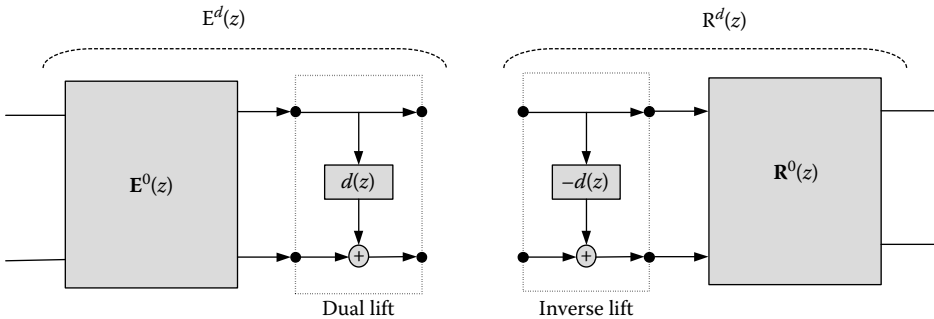 E^d(z)
R^d(z)
E^0(z)
d(z)
+
Dual lift
–d(z)
+
Inverse lift
R^0(z)